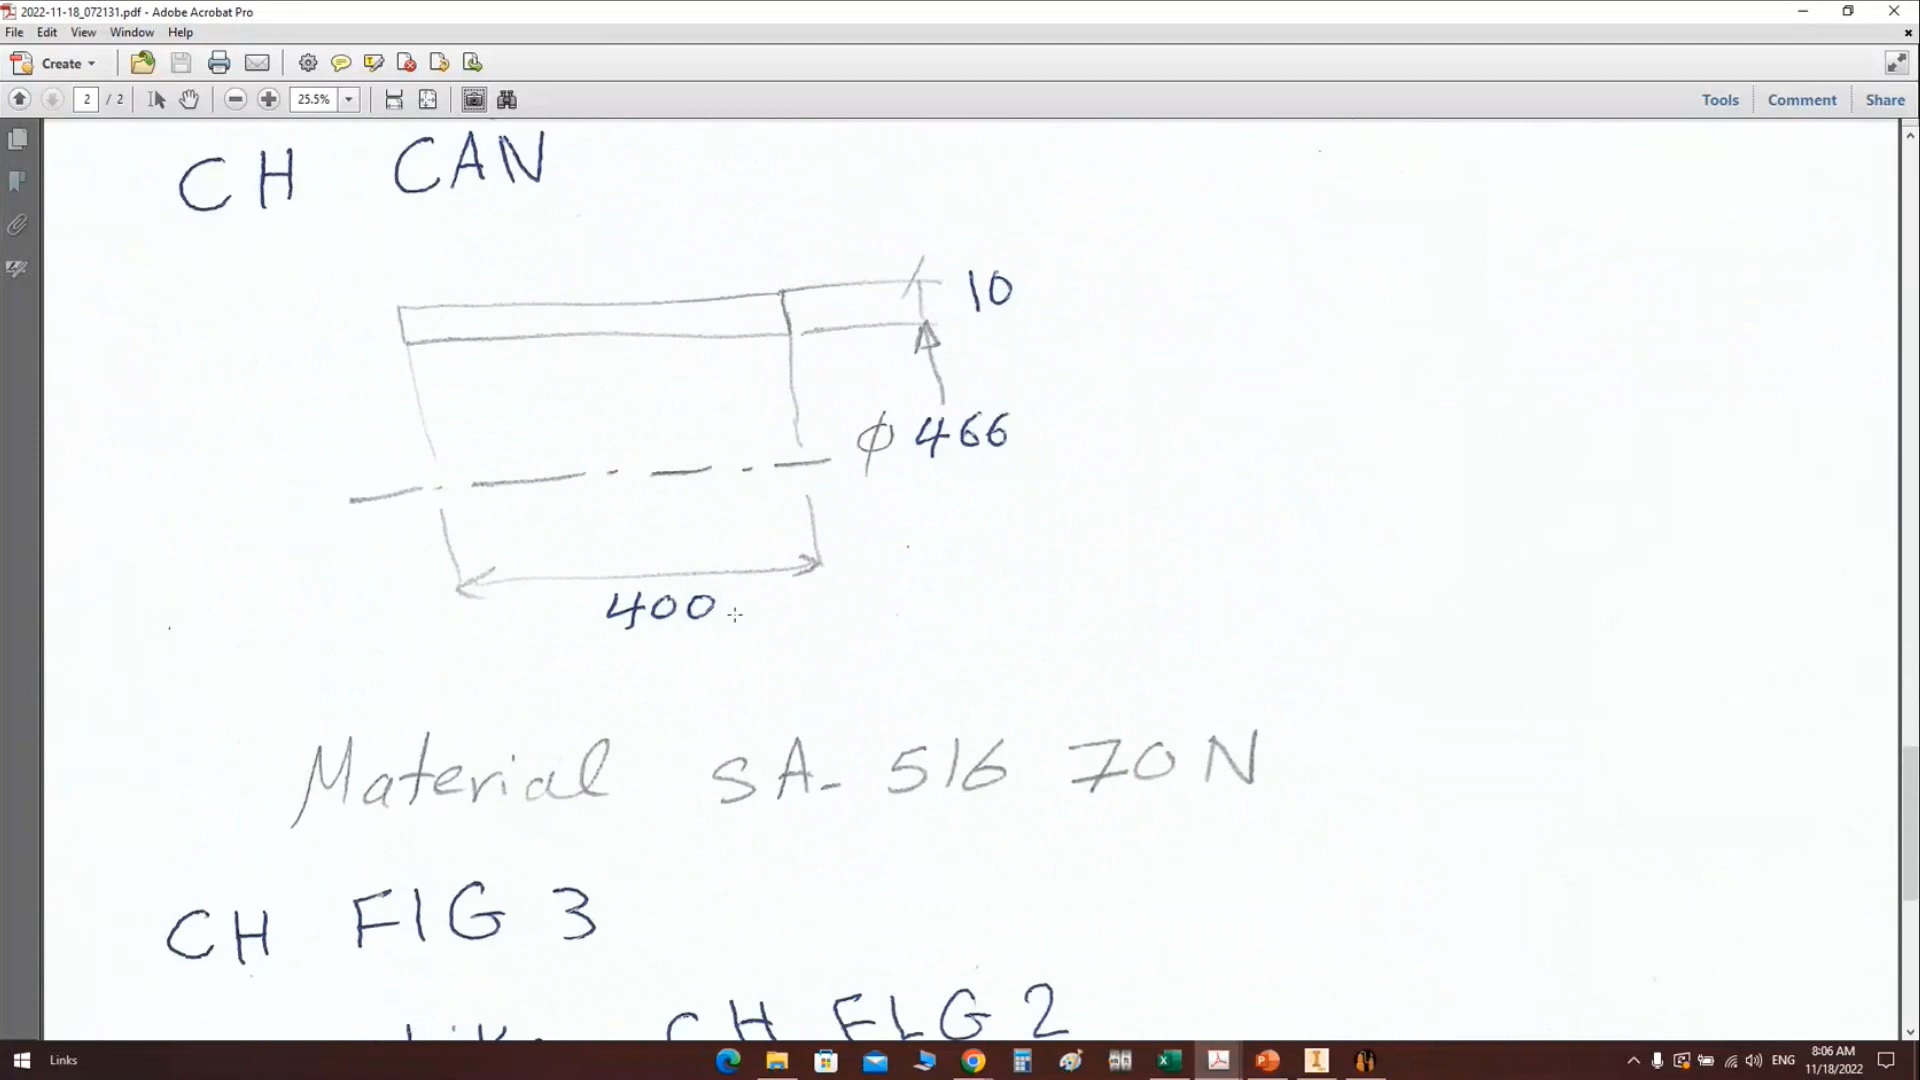 2022-11-18_072131.pdf - Adobe Acrobat Pro
File Edit View Window Help
Create
2 / 2 25.5% Tools Comment Share
CH CAN
10
ϕ 466
400
Material SA-516 70N
CH FIG 3
Like CH FLG 2
Links
ENG
8:06 AM
11/18/2022